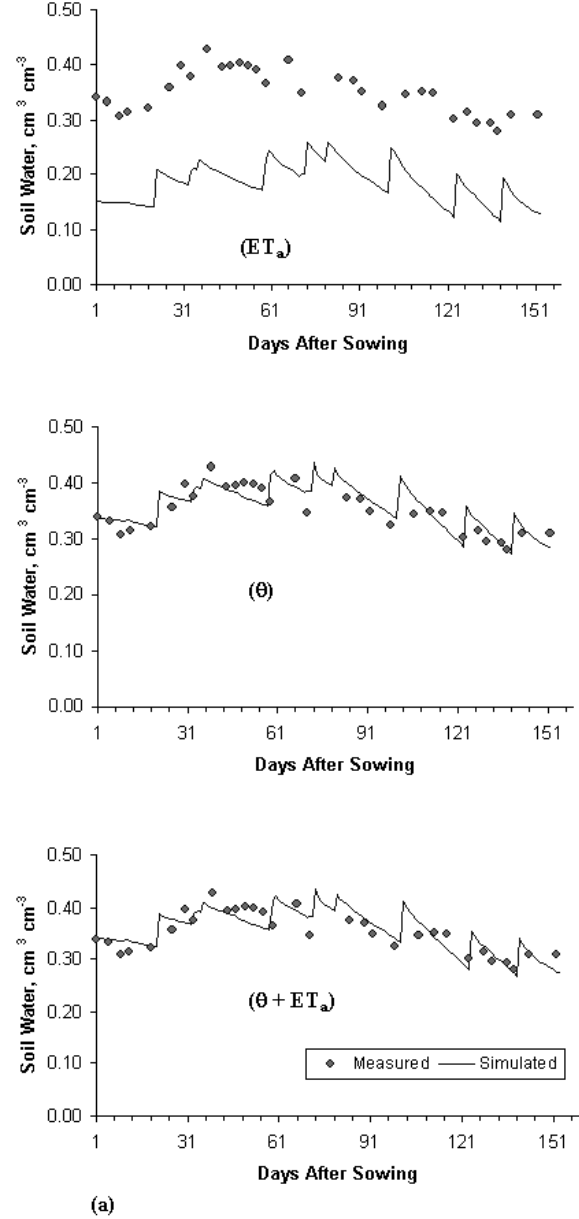 0.50
0.40
0.30
0.20
0.10
0.00
Soil Water, cm³ cm⁻³
(ETₐ)
1 31 61 91 121 151
Days After Sowing
0.50
0.40
0.30
0.20
0.10
0.00
Soil Water, cm³ cm⁻³
(θ)
1 31 61 91 121 151
Days After Sowing
0.50
0.40
0.30
0.20
0.10
0.00
Soil Water, cm³ cm⁻³
(θ + ETₐ)
Measured Simulated
1 31 61 91 121 151
Days After Sowing
(a)